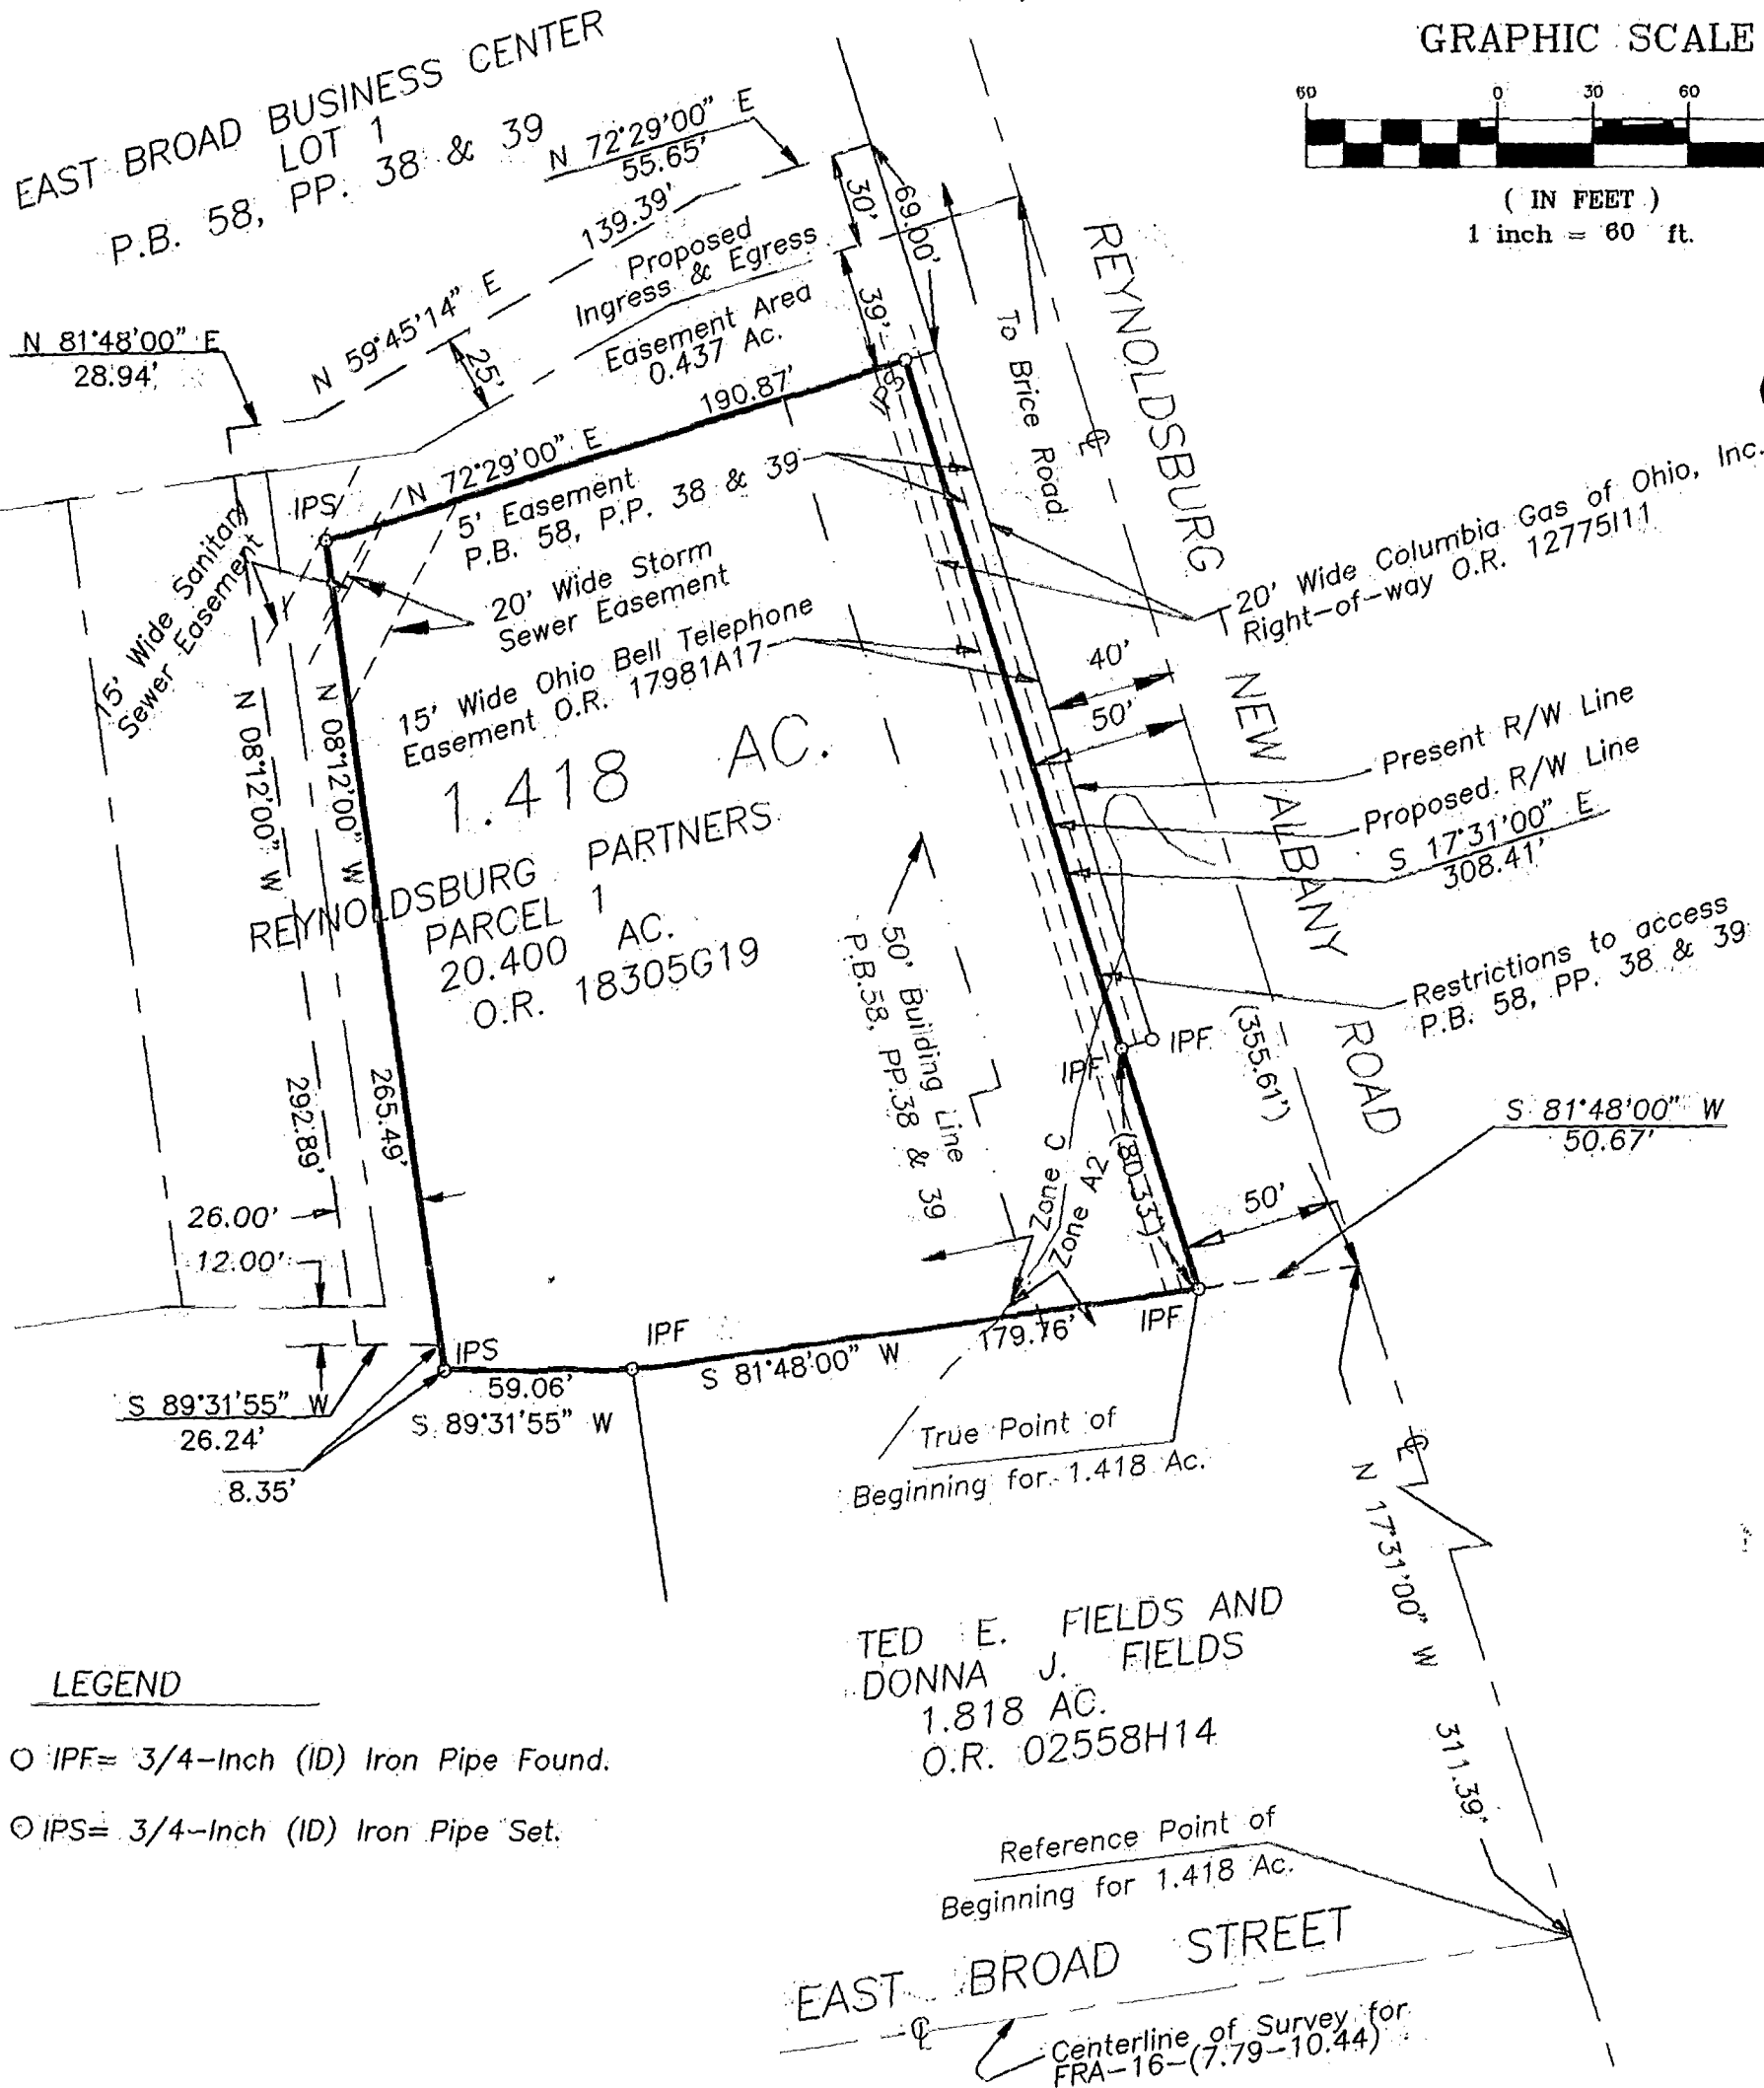 EAST BROAD BUSINESS CENTER
LOT 1
P.B. 58, PP. 38 & 39
N 72°29'00" E
55.65'
GRAPHIC SCALE
60 0 30 60
( IN FEET )
1 inch = 60 ft.
139.39'
N 59°45'14" E
25'
Proposed
Ingress & Egress
Easement Area
0.437 Ac.
30'
69.00'
39'
N 81°48'00" E
28.94'
190.87'
N 72°29'00" E
To Brice Road
REYNOLDSBURG NEW ALBANY ROAD
IPS
15' Wide Sanitary
Sewer Easement
5' Easement
P.B. 58, P.P. 38 & 39
20' Wide Storm
Sewer Easement
15' Wide Ohio Bell Telephone
Easement O.R. 17981A17
20' Wide Columbia Gas of Ohio, Inc.
Right-of-way O.R. 12775I11
40'
50'
Present R/W Line
Proposed R/W Line
S 17°31'00" E
308.41'
Restrictions to access
P.B. 58, PP. 38 & 39
1.418 AC.
REYNOLDSBURG PARTNERS
PARCEL 1
20.400 AC.
O.R. 18305G19
N 08°12'00" W
292.89'
N 08°12'00" W
265.49'
50' Building Line
P.B.58, PP.38 & 39
IPF
IPF
(355.61')
(80.33')
Zone C
Zone A2
S 81°48'00" W
50.67'
50'
26.00'
12.00'
IPS
IPF
IPF
59.06'
S 89°31'55" W
S 81°48'00" W
179.76'
S 89°31'55" W
26.24'
8.35'
True Point of
Beginning for 1.418 Ac.
N 17°31'00" W
311.39'
TED E. FIELDS AND
DONNA J. FIELDS
1.818 AC.
O.R. 02558H14
LEGEND
IPF= 3/4-Inch (ID) Iron Pipe Found.
IPS= 3/4-Inch (ID) Iron Pipe Set.
Reference Point of
Beginning for 1.418 Ac.
EAST BROAD STREET
Centerline of Survey for
FRA-16-(7.79-10.44)